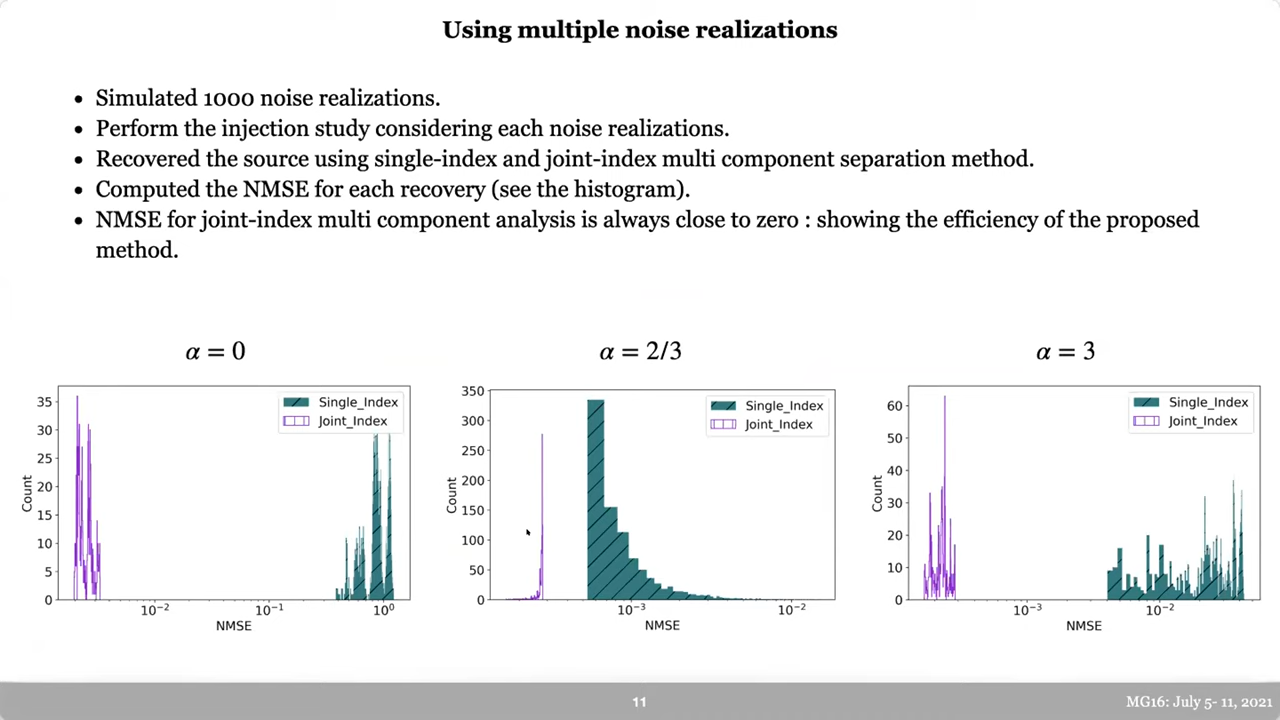 Using multiple noise realizations
• Simulated 1000 noise realizations.
• Perform the injection study considering each noise realizations.
• Recovered the source using single-index and joint-index multi component separation method.
• Computed the NMSE for each recovery (see the histogram).
• NMSE for joint-index multi component analysis is always close to zero : showing the efficiency of the proposed
method.
α = 0
α = 2/3
α = 3
Single_Index
Joint_Index
35
30
25
20
15
10
5
0
Count
10⁻²
10⁻¹
10⁰
NMSE
Single_Index
Joint_Index
350
300
250
200
150
100
50
0
Count
10⁻³
10⁻²
NMSE
Single_Index
Joint_Index
60
50
40
30
20
10
0
Count
10⁻³
10⁻²
NMSE
11
MG16: July 5- 11, 2021